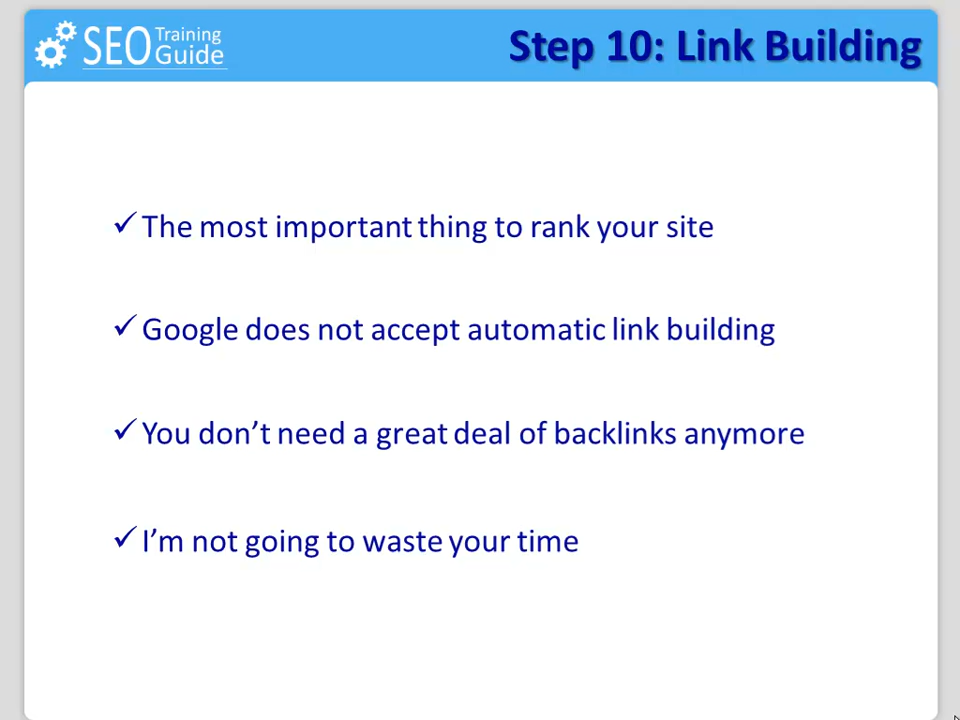 SEO Training Guide
Step 10: Link Building
✓ The most important thing to rank your site
✓ Google does not accept automatic link building
✓ You don’t need a great deal of backlinks anymore
✓ I’m not going to waste your time